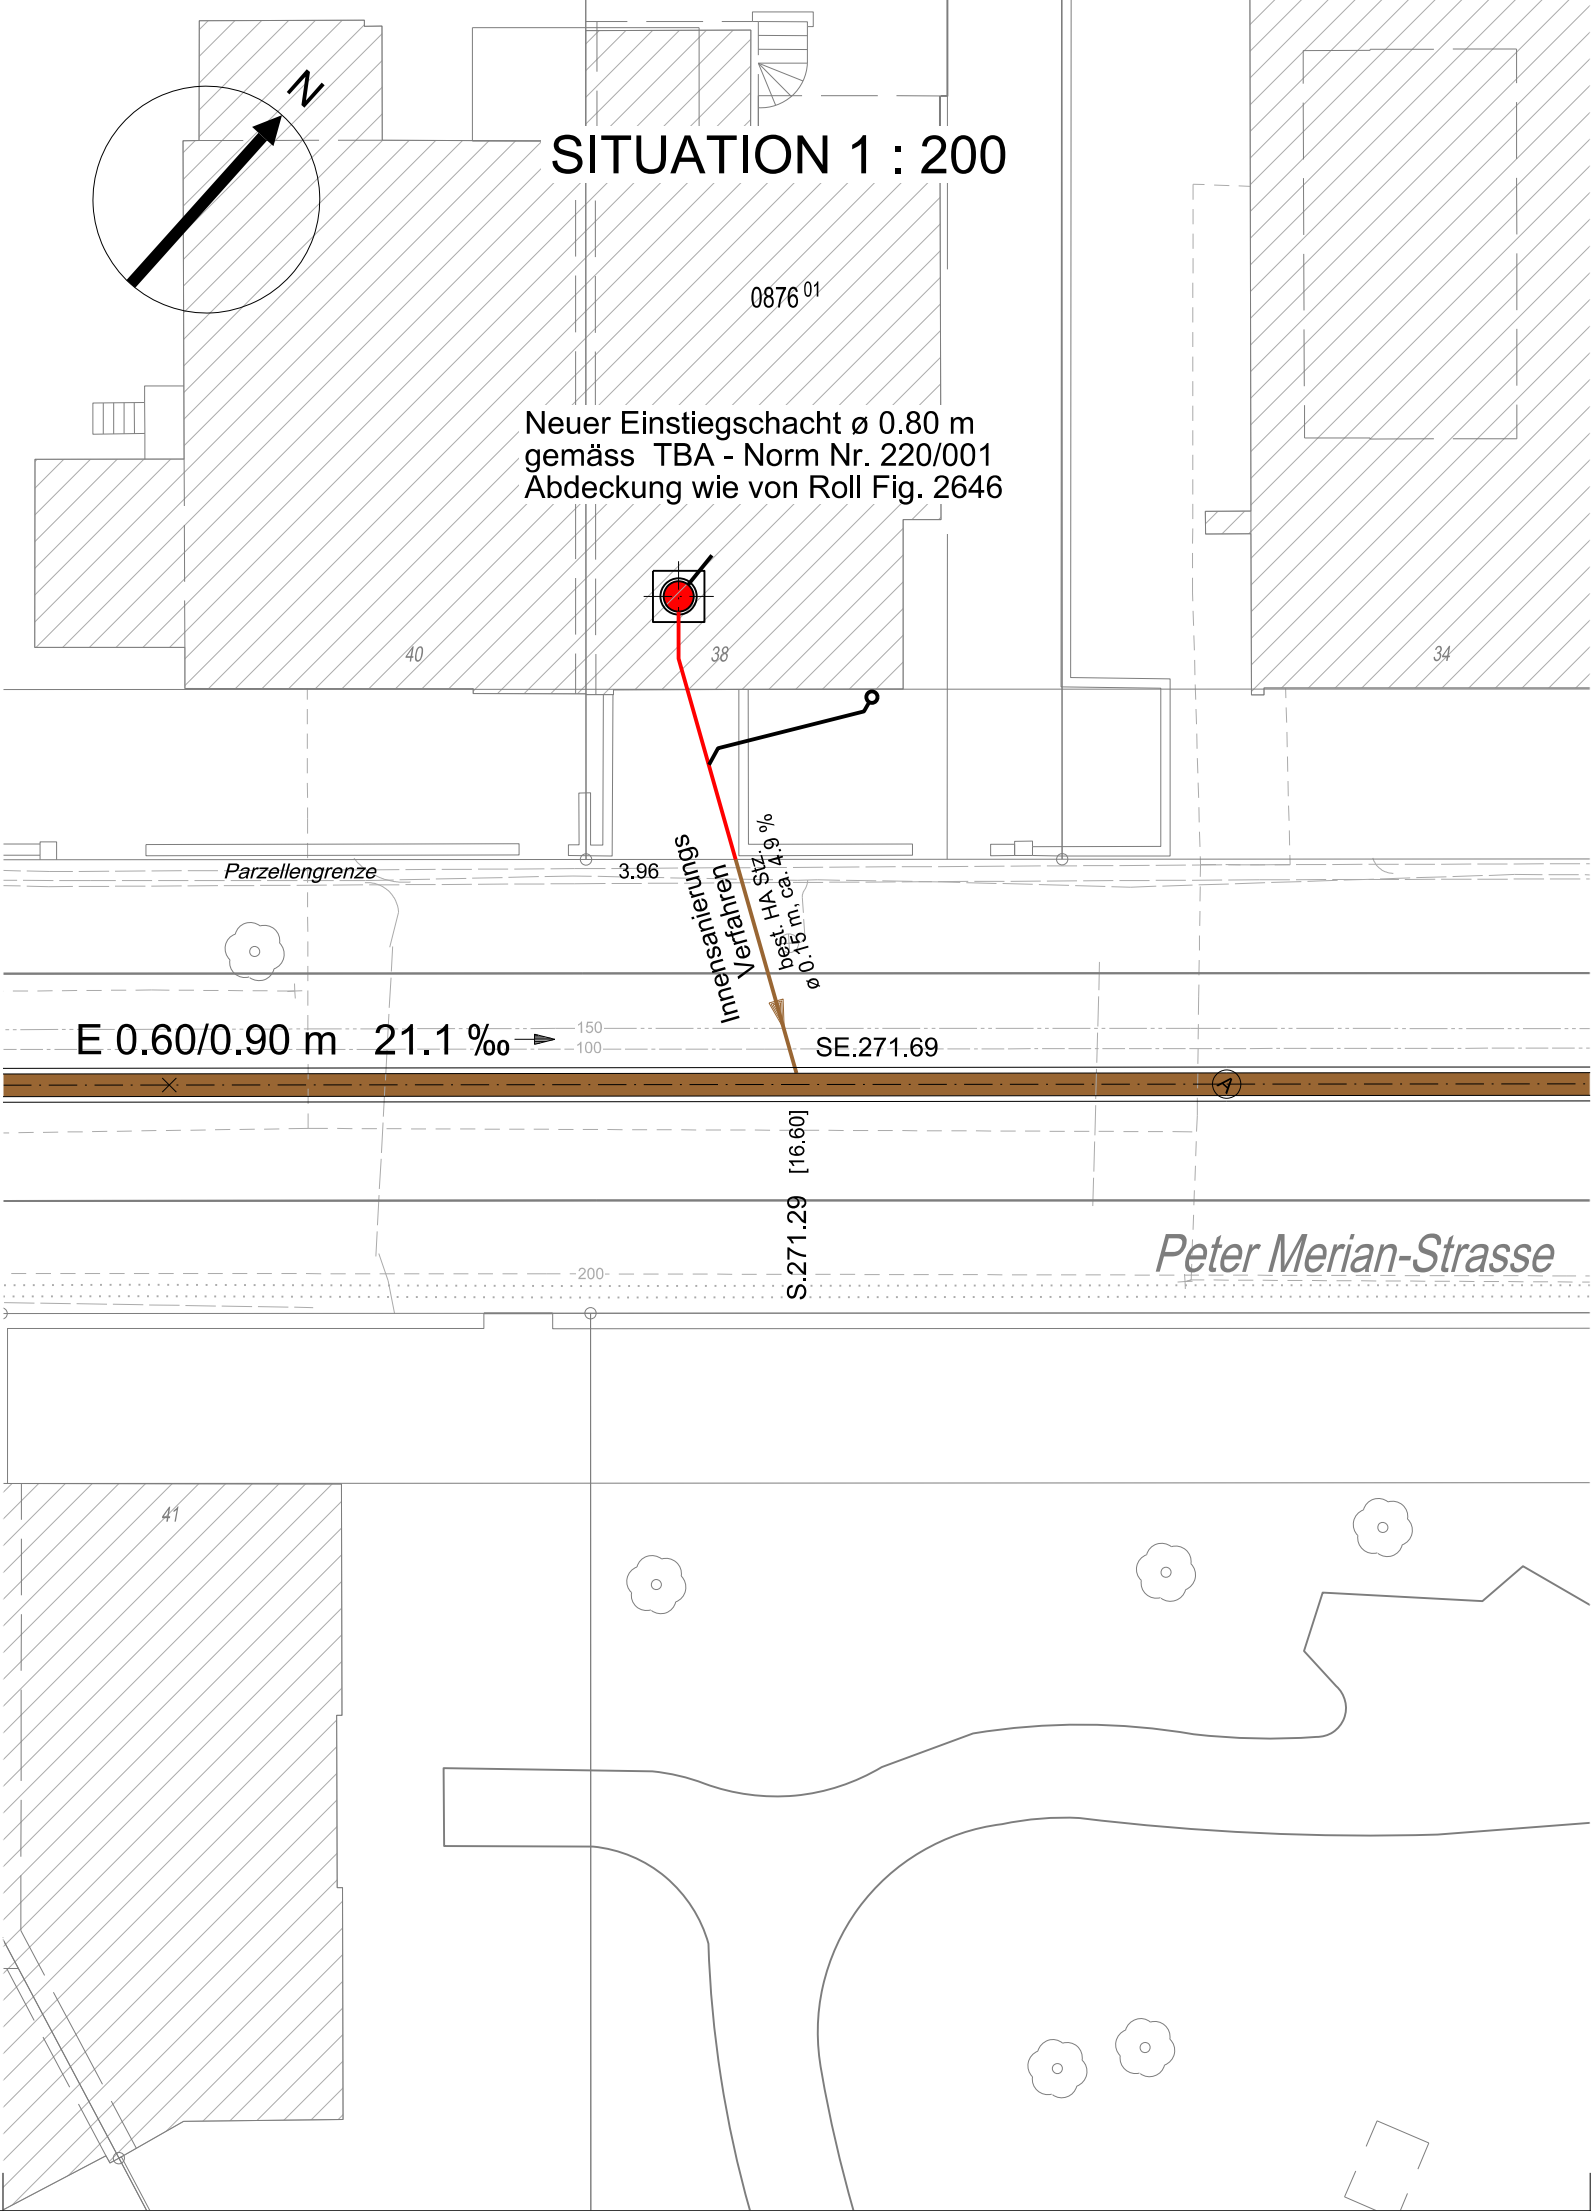 N
SITUATION 1 : 200
0876 01
Neuer Einstiegschacht ø 0.80 m
gemäss TBA - Norm Nr. 220/001
Abdeckung wie von Roll Fig. 2646
40
38
34
Parzellengrenze
3.96
Innensanierungs
Verfahren
best. HA Stz.
ø 0.15 m, ca. 4.9 %
E 0.60/0.90 m 21.1 ‰
150
100
SE.271.69
A
S.271.29 [16.60]
Peter Merian-Strasse
200
41